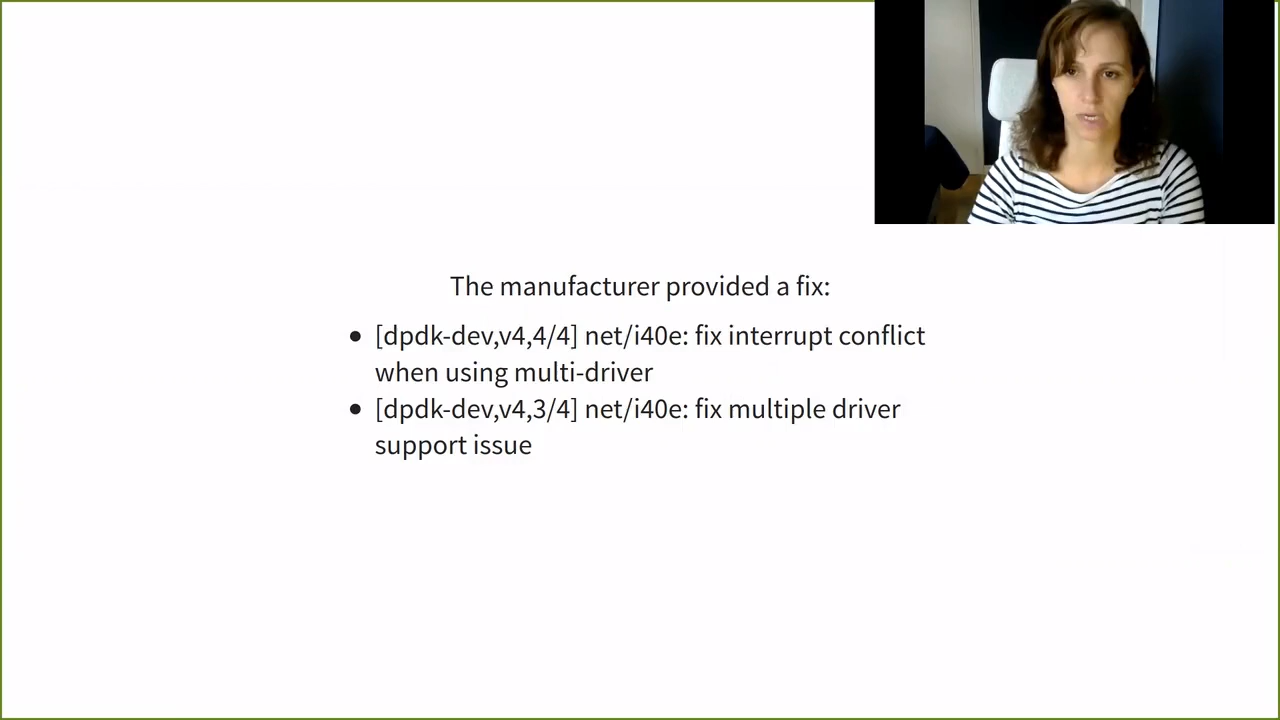 The manufacturer provided a fix:
• [dpdk-dev,v4,4/4] net/i40e: fix interrupt conflict
when using multi-driver
• [dpdk-dev,v4,3/4] net/i40e: fix multiple driver
support issue